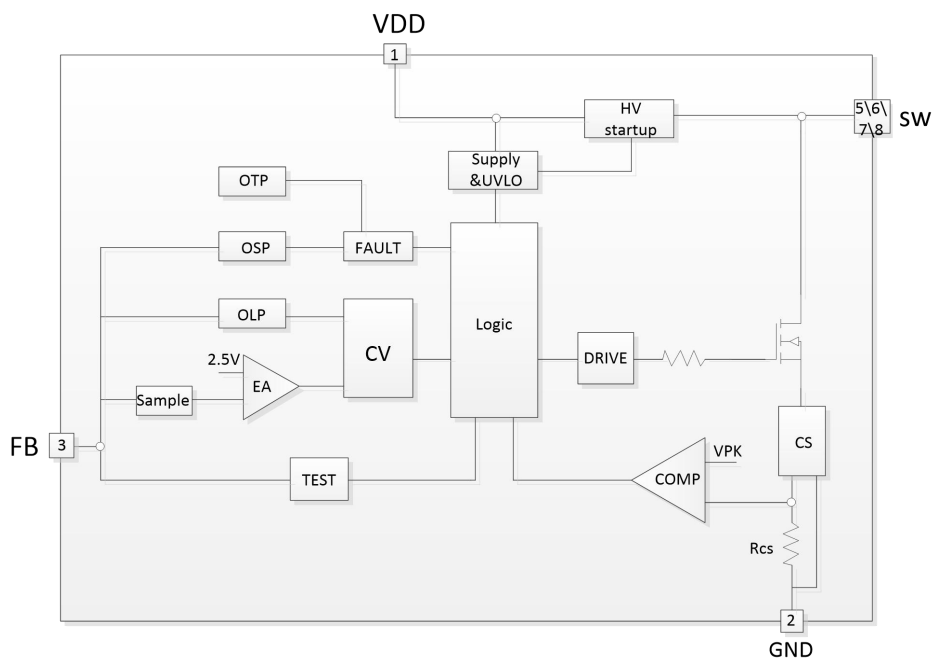 VDD
1
HV
startup
5\6\
7\8
SW
Supply
&UVLO
OTP
OSP
FAULT
OLP
CV
Logic
2.5V
EA
DRIVE
Sample
FB
3
TEST
COMP
VPK
CS
Rcs
2
GND